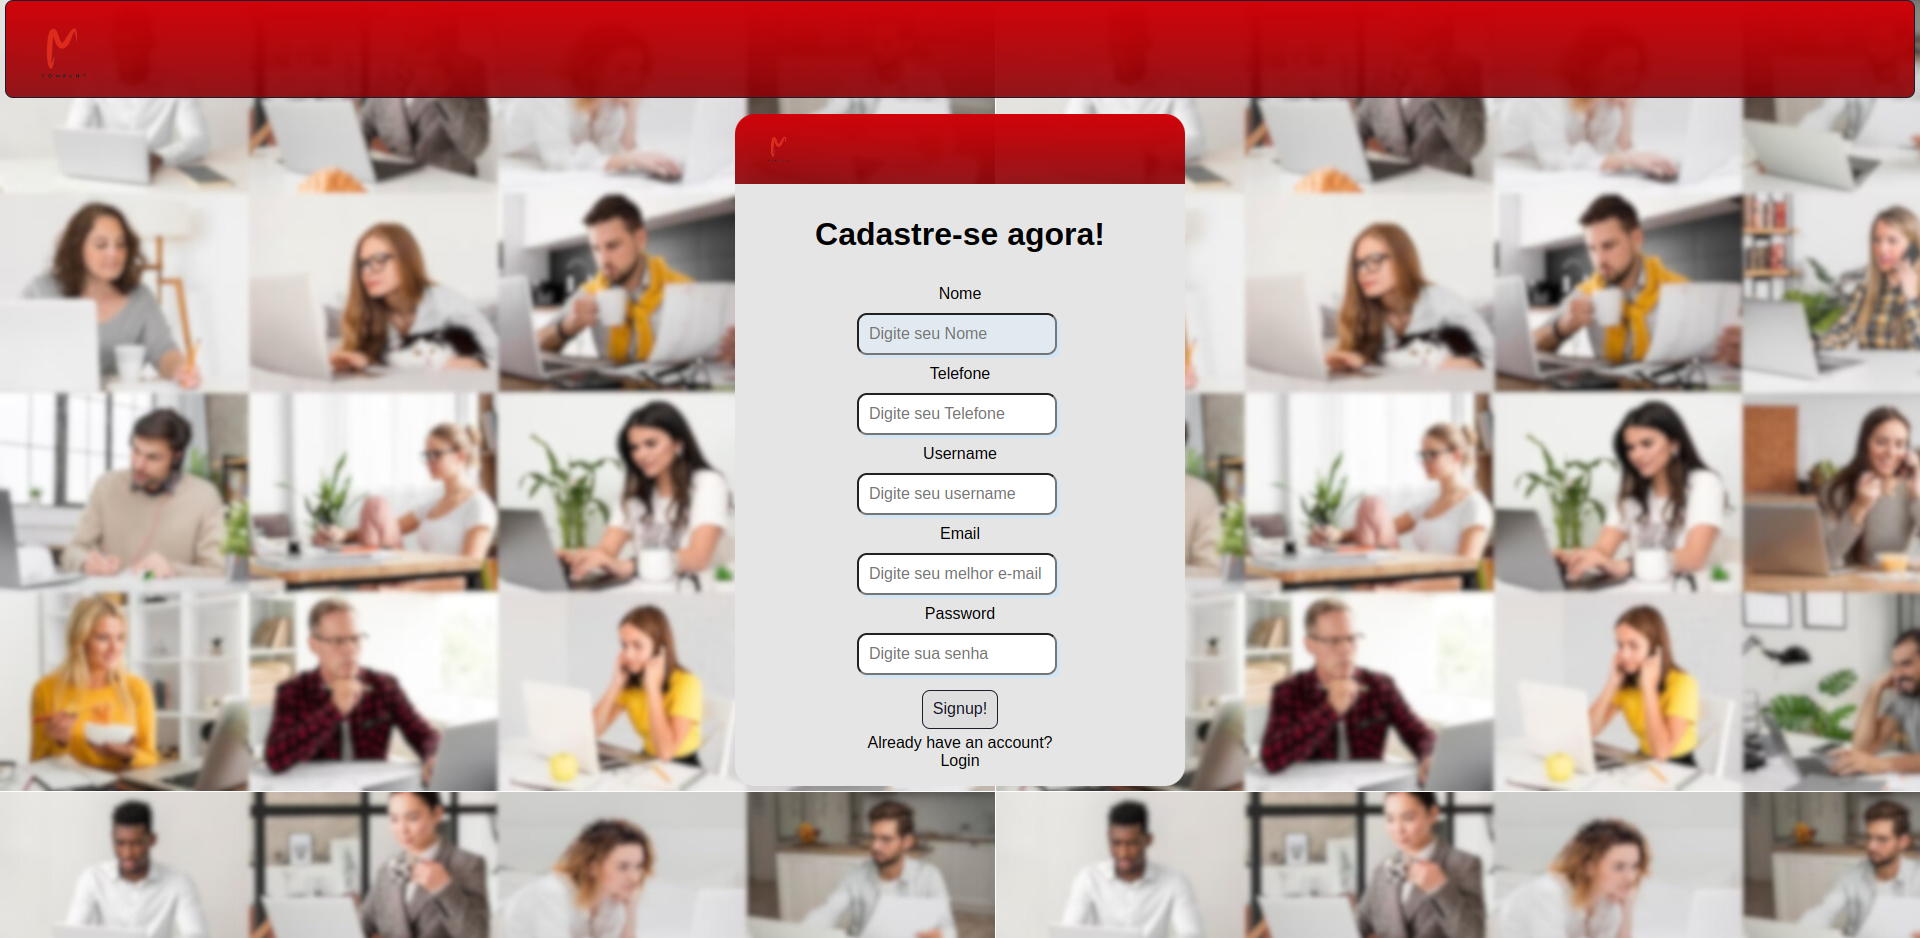 Cadastre-se agora!
Nome
Digite seu Nome
Telefone
Digite seu Telefone
Username
Digite seu username
Email
Digite seu melhor e-mail
Password
Digite sua senha
Signup!
Already have an account?
Login